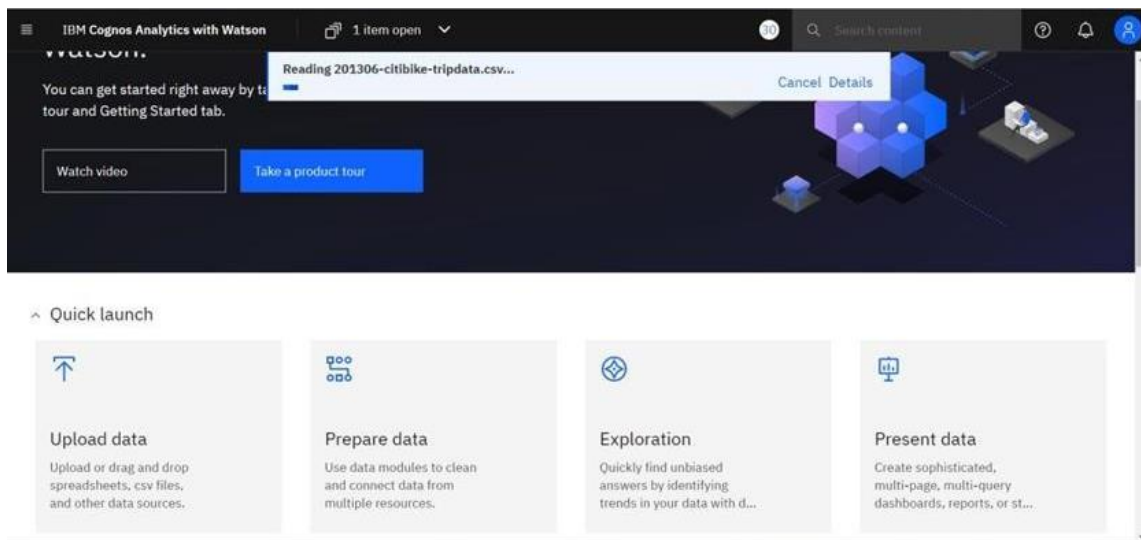 IBM Cognos Analytics with Watson
1 item open
30
Search content
Watson.
Reading 201306-citibike-tripdata.csv...
Cancel Details
You can get started right away by ta
tour and Getting Started tab.
Watch video
Take a product tour
Quick launch
Upload data
Upload or drag and drop
spreadsheets, csv files,
and other data sources.
Prepare data
Use data modules to clean
and connect data from
multiple resources.
Exploration
Quickly find unbiased
answers by identifying
trends in your data with d...
Present data
Create sophisticated,
multi-page, multi-query
dashboards, reports, or st...